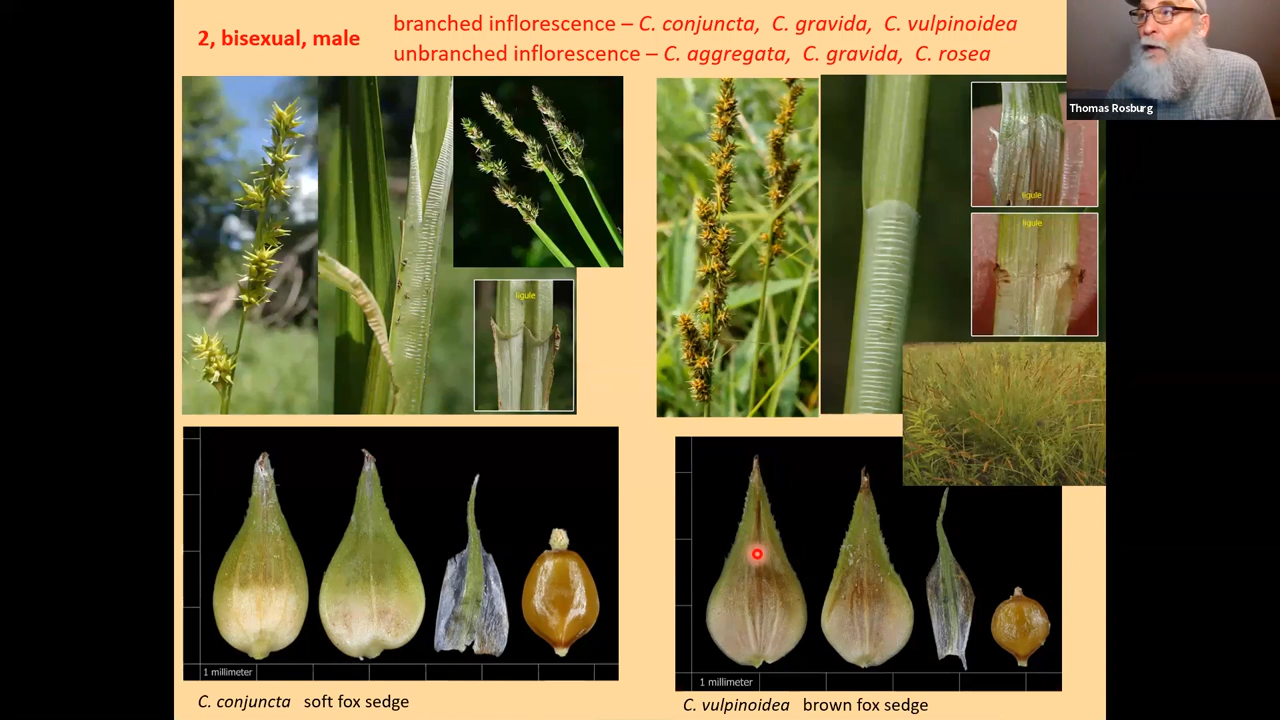 2, bisexual, male
branched inflorescence – C. conjuncta, C. gravida, C. vulpinoidea
unbranched inflorescence – C. aggregata, C. gravida, C. rosea
Thomas Rosburg
ligule
ligule
ligule
1 millimeter
1 millimeter
C. conjuncta soft fox sedge
C. vulpinoidea brown fox sedge